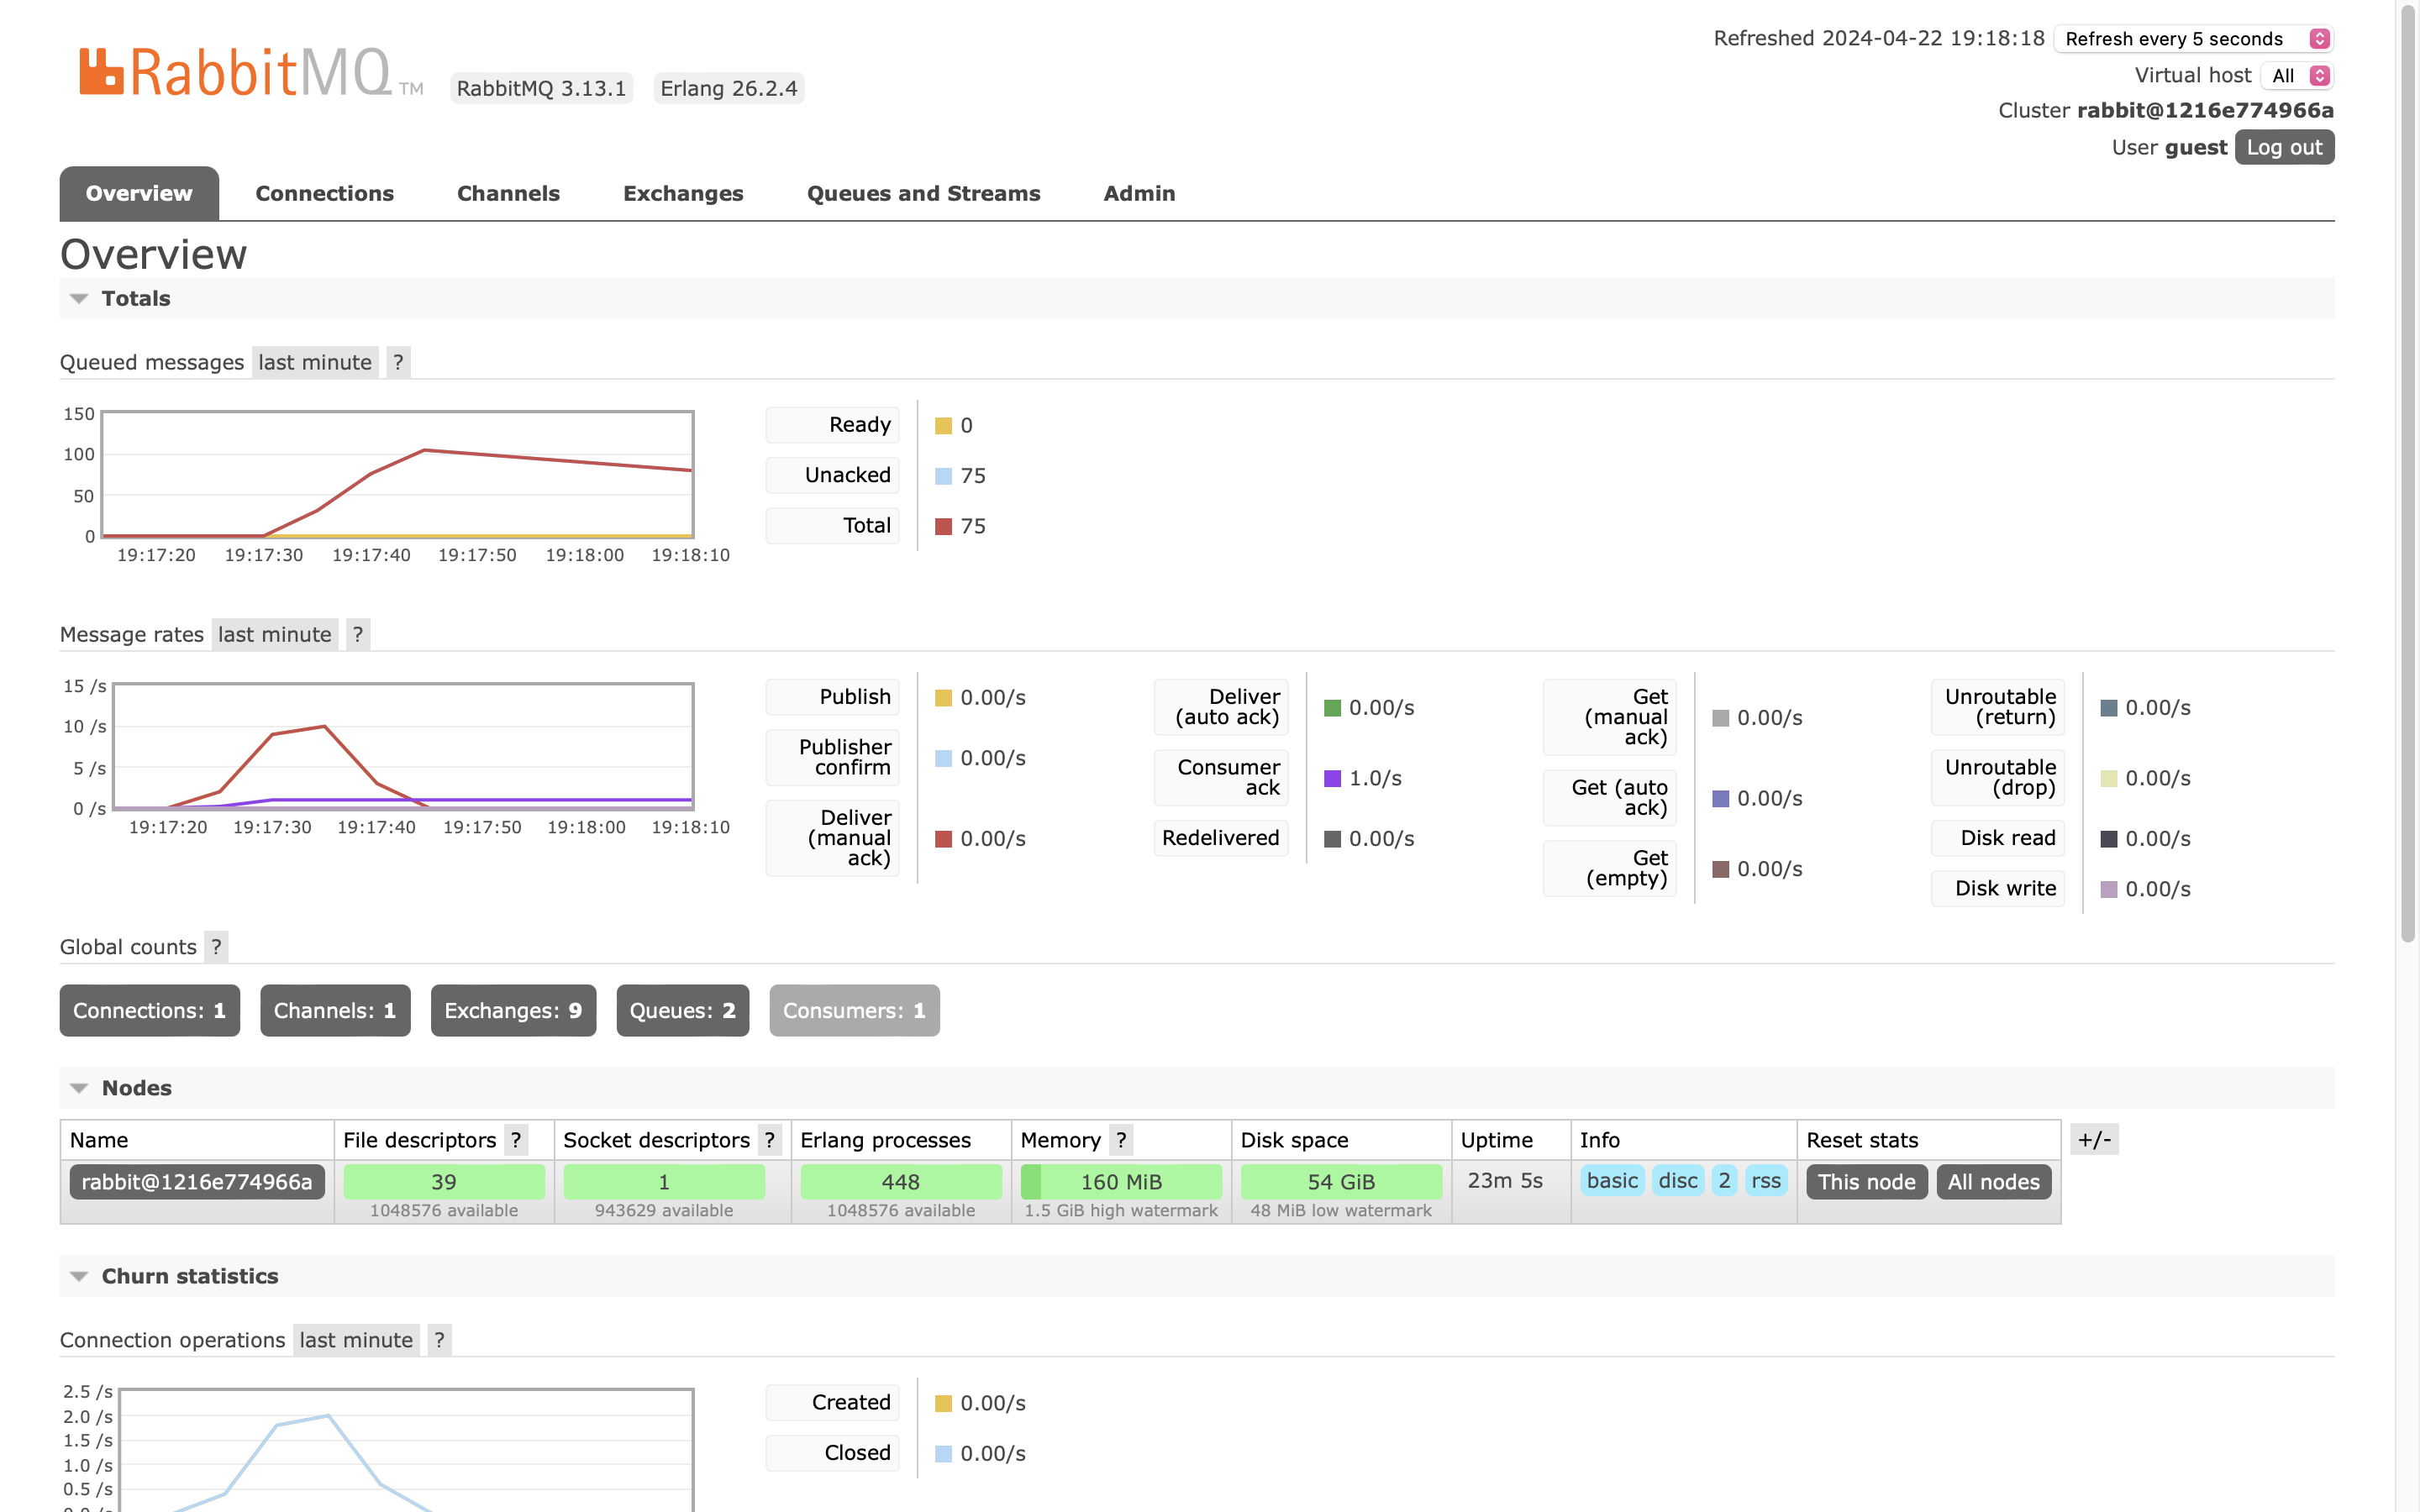 RabbitMQ TM
RabbitMQ 3.13.1 Erlang 26.2.4
Refreshed 2024-04-22 19:18:18 Refresh every 5 seconds
Virtual host All
Cluster rabbit@1216e774966a
User guest Log out
Overview Connections Channels Exchanges Queues and Streams Admin
Overview
Totals
Queued messages last minute ?
150
100
50
0
19:17:20 19:17:30 19:17:40 19:17:50 19:18:00 19:18:10
Ready 0
Unacked 75
Total 75
Message rates last minute ?
15 /s
10 /s
5 /s
0 /s
19:17:20 19:17:30 19:17:40 19:17:50 19:18:00 19:18:10
Publish 0.00/s
Publisher
confirm 0.00/s
Deliver
(manual
ack) 0.00/s
Deliver
(auto ack) 0.00/s
Consumer
ack 1.0/s
Redelivered 0.00/s
Get
(manual
ack) 0.00/s
Get (auto
ack) 0.00/s
Get
(empty) 0.00/s
Unroutable
(return) 0.00/s
Unroutable
(drop) 0.00/s
Disk read 0.00/s
Disk write 0.00/s
Global counts ?
Connections: 1 Channels: 1 Exchanges: 9 Queues: 2 Consumers: 1
Nodes
Name File descriptors ? Socket descriptors ? Erlang processes Memory ? Disk space Uptime Info Reset stats +/-
rabbit@1216e774966a 39 1 448 160 MiB 54 GiB 23m 5s basic disc 2 rss This node All nodes
1048576 available 943629 available 1048576 available 1.5 GiB high watermark 48 MiB low watermark
Churn statistics
Connection operations last minute ?
2.5 /s
2.0 /s
1.5 /s
1.0 /s
0.5 /s
Created 0.00/s
Closed 0.00/s